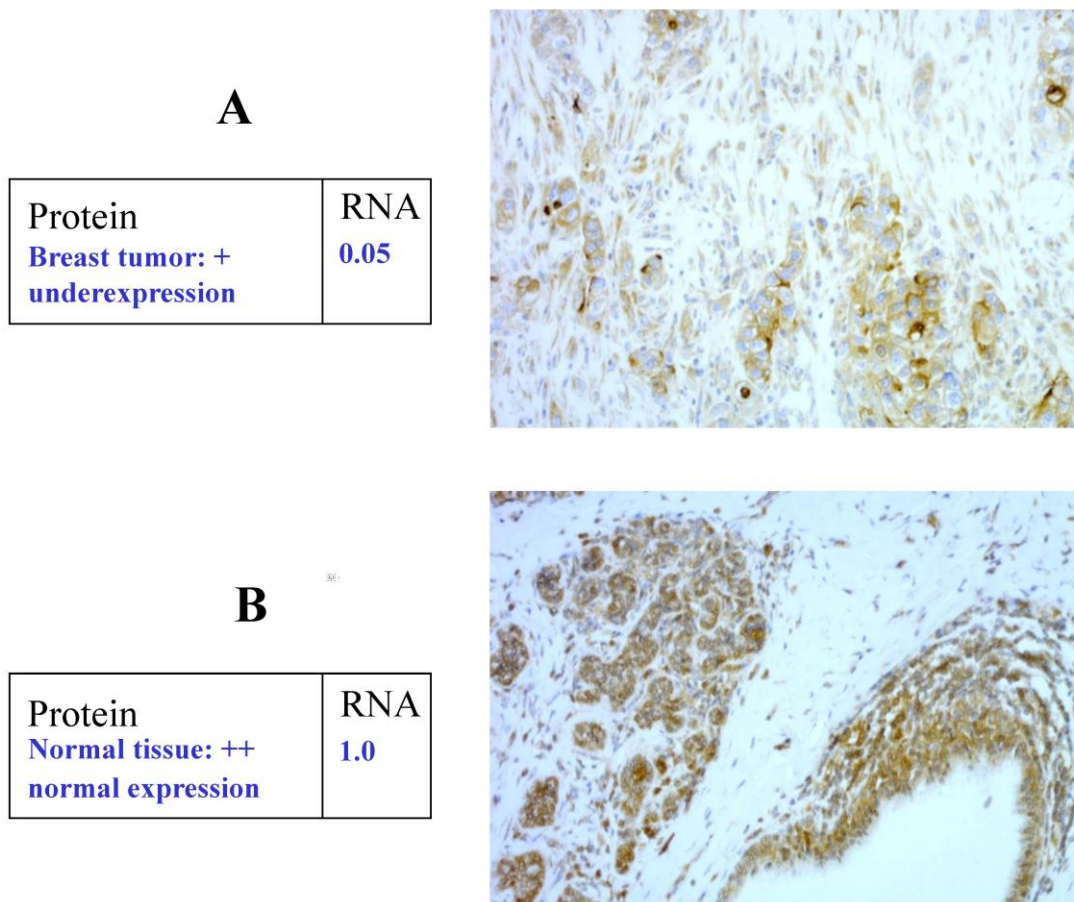 A
Protein
RNA
Breast tumor: +
0.05
underexpression
B
Protein
RNA
Normal tissue: ++
1.0
normal expression